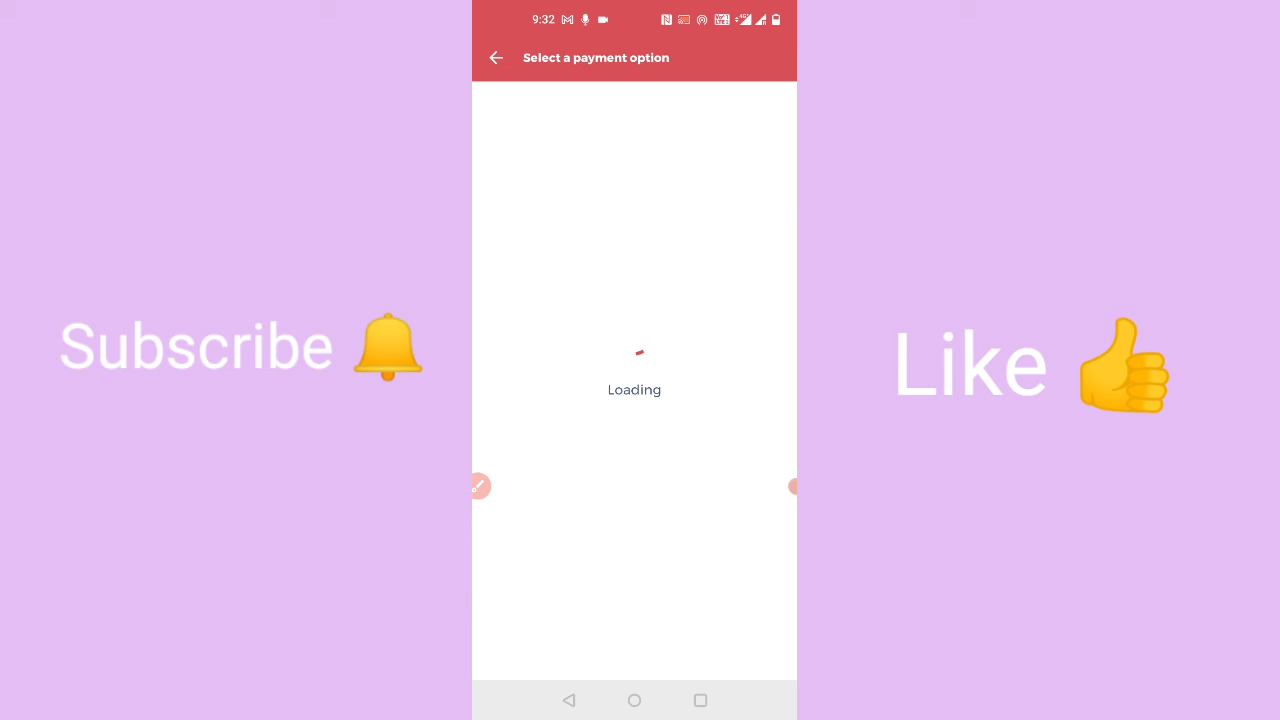 9:32
Select a payment option
Subscribe 🔔
Like 👍
Loading